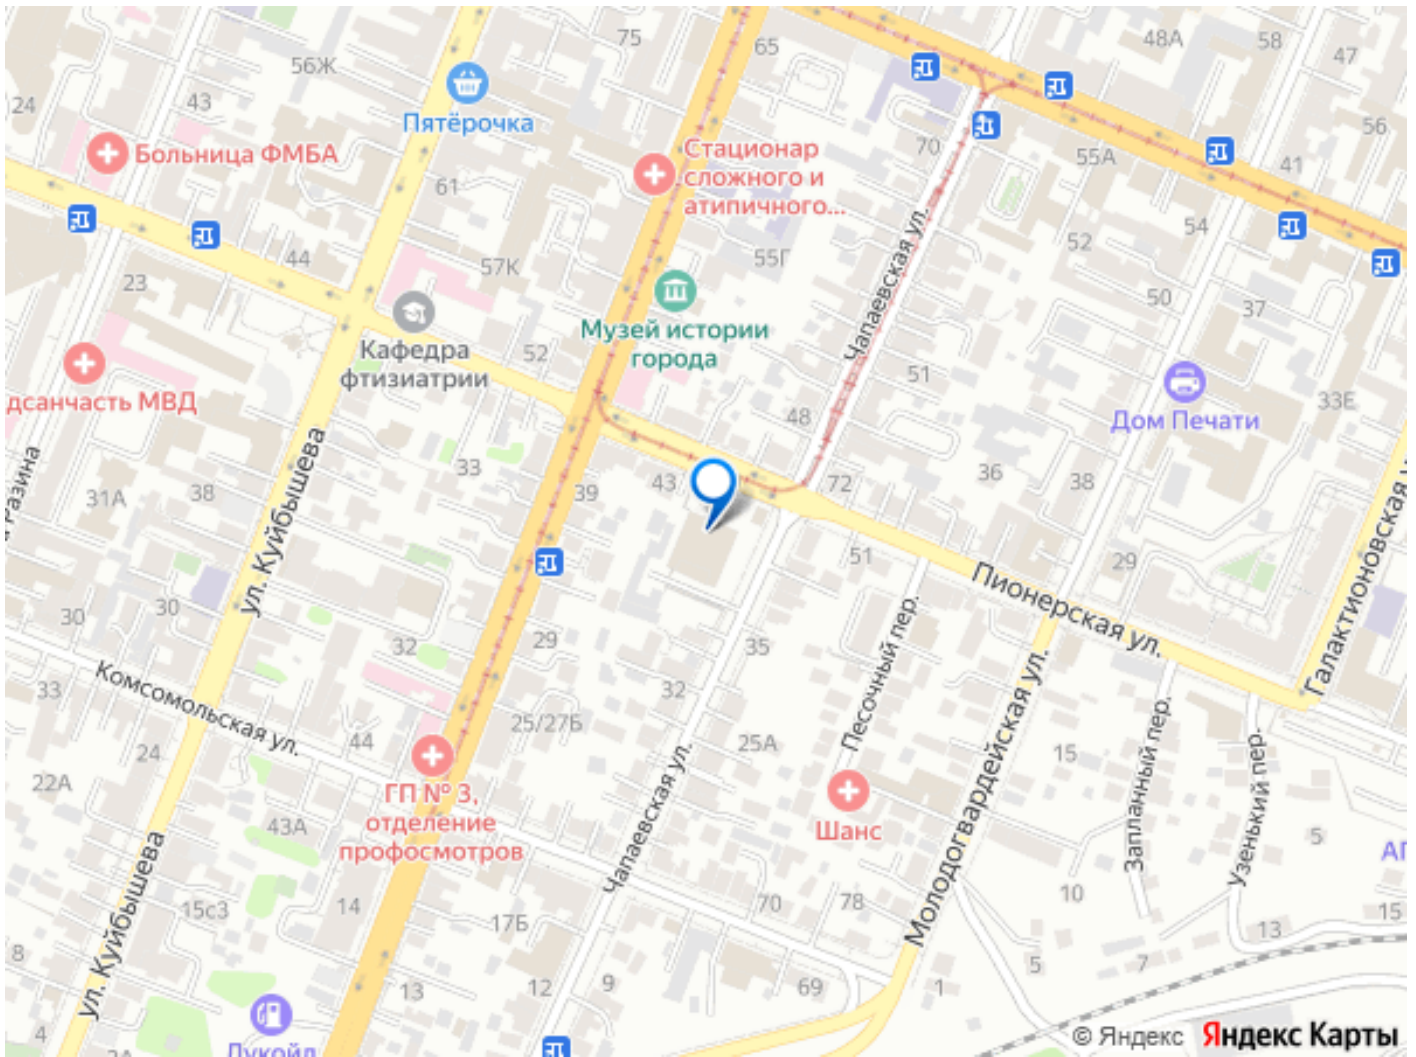 75
65
48А
58
47
56Ж
24
43
Пятёрочка
56
Больница ФМБА
Стационар
сложного и
атипичного...
70
55А
41
61
54
52
44
57К
55Г
23
50
37
Чапаевская ул.
Музей истории
города
Кафедра
фтизиатрии
52
51
дсанчасть МВД
48
33Е
Дом Печати
33
39
43
72
36
38
31А
38
ул. Куйбышева
51
29
Пионерская ул.
Галактионовская
30
30
32
29
35
33
Комсомольская ул.
32
Песочный пер.
25/27Б
44
25А
24
Молодогвардейская ул.
15
Запланный пер.
Узенький пер.
22А
ГП № 3,
отделение
профосмотров
43А
Шанс
5
Чапаевская ул.
ул. Куйбышева
15с3
14
17Б
70
78
10
15
13
8
13
12
9
69
1
5
7
4
Лукойл
© Яндекс Яндекс Карты